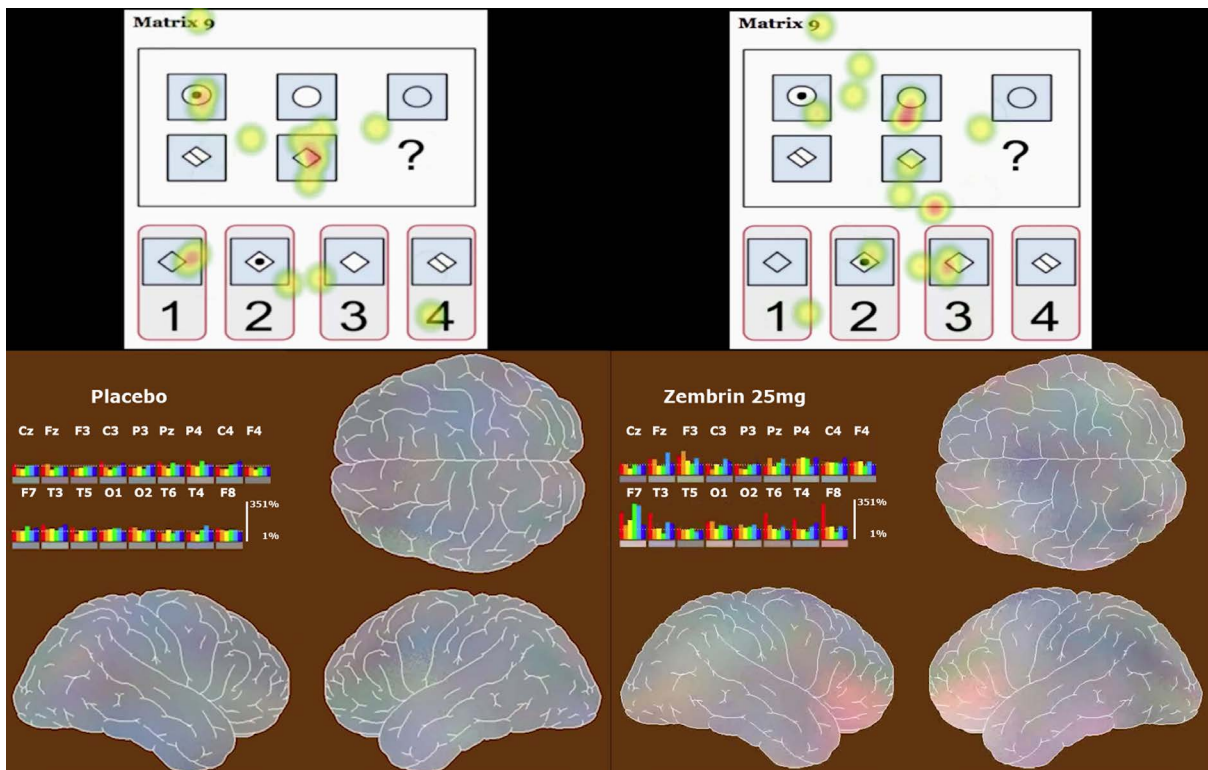 Matrix 9
?
1 2 3 4
Matrix 9
?
1 2 3 4
Placebo
Cz Fz F3 C3 P3 Pz P4 C4 F4
F7 T3 T5 O1 O2 T6 T4 F8
351%
1%
Zembrin 25mg
Cz Fz F3 C3 P3 Pz P4 C4 F4
F7 T3 T5 O1 O2 T6 T4 F8
351%
1%